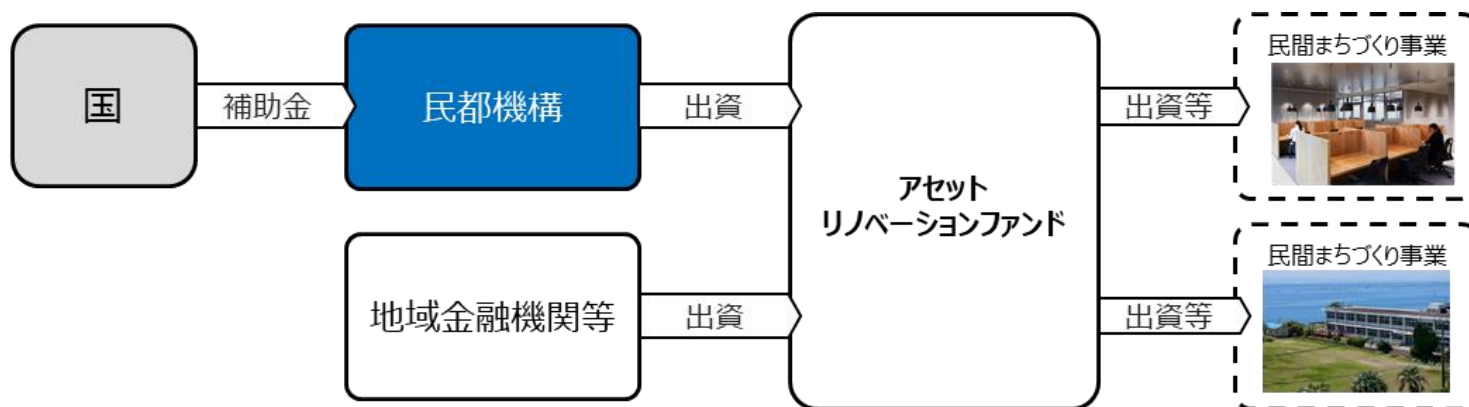 国
補助金
民都機構
出資
地域金融機関等
出資
アセット
リノベーションファンド
出資等
民間まちづくり事業
出資等
民間まちづくり事業